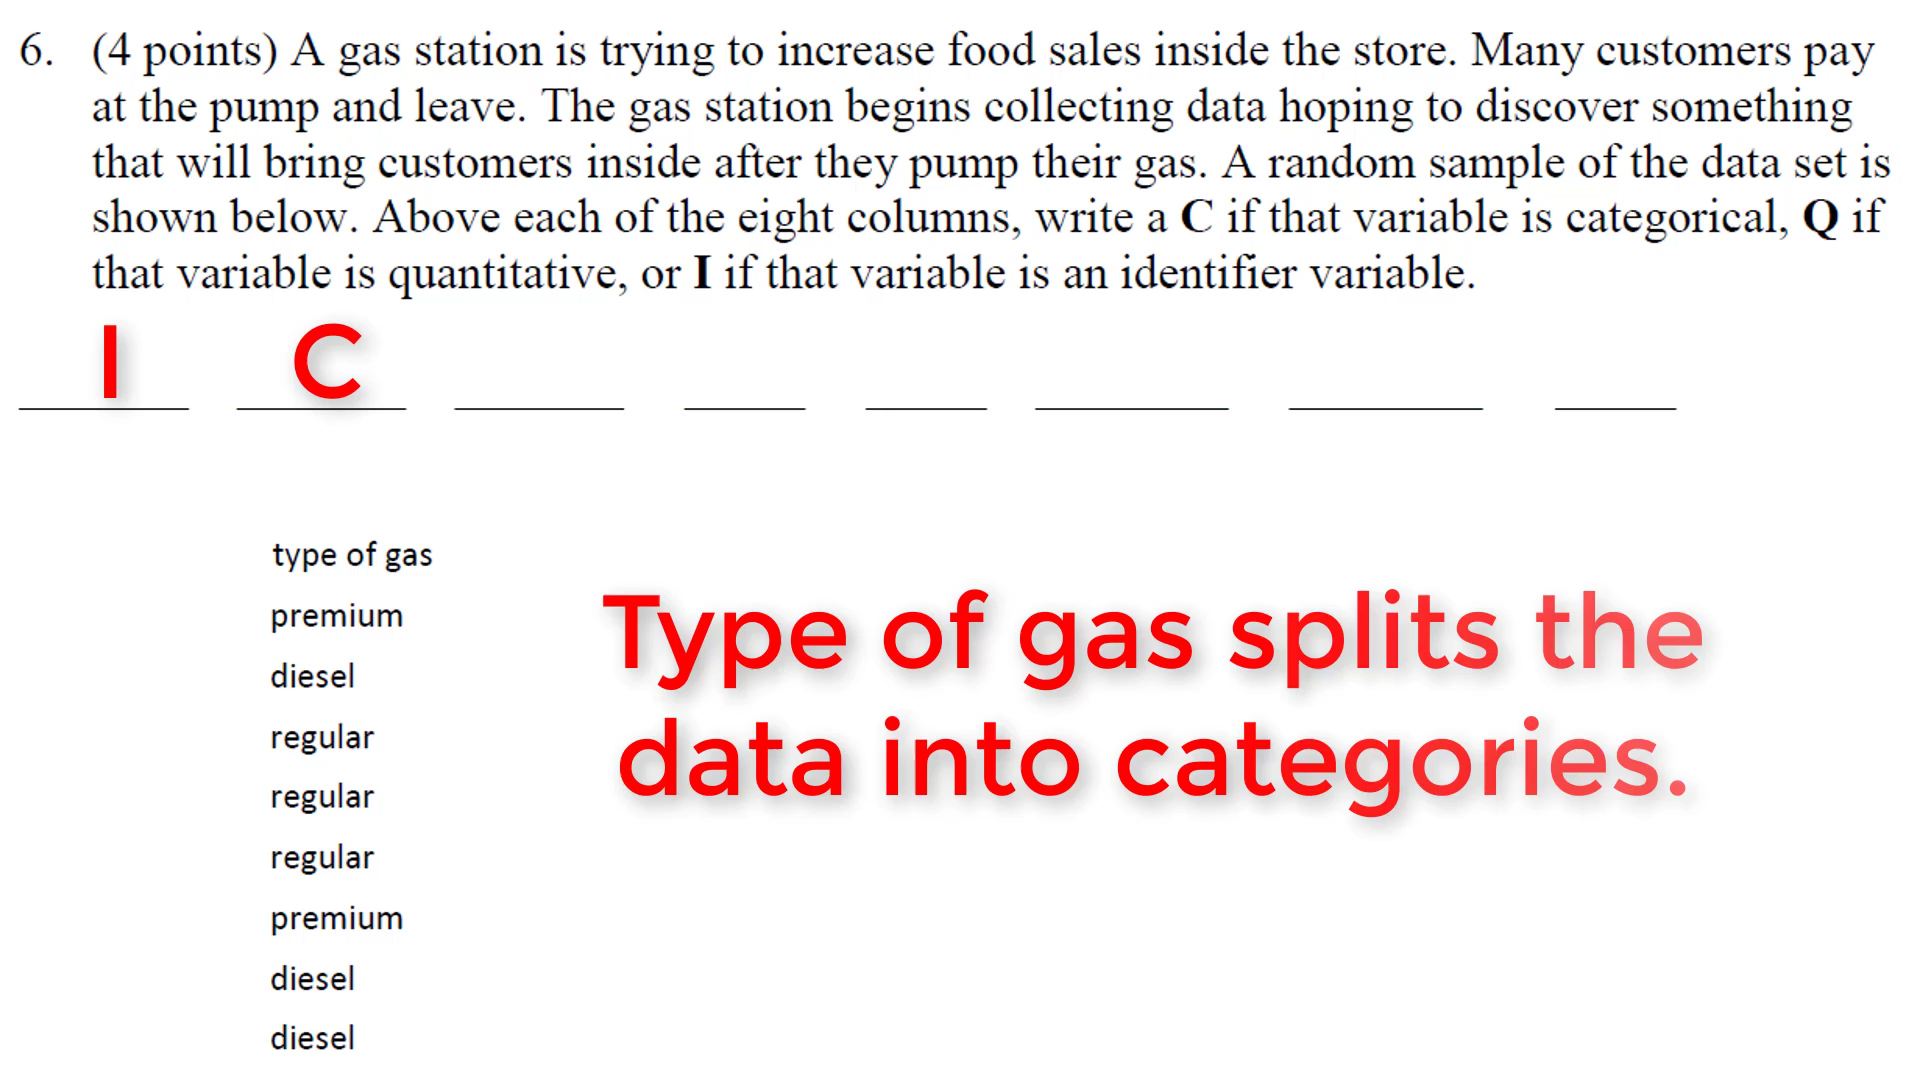 6. (4 points) A gas station is trying to increase food sales inside the store. Many customers pay
at the pump and leave. The gas station begins collecting data hoping to discover something
that will bring customers inside after they pump their gas. A random sample of the data set is
shown below. Above each of the eight columns, write a C if that variable is categorical, Q if
that variable is quantitative, or I if that variable is an identifier variable.
I C
type of gas
premium
diesel
regular
regular
regular
premium
diesel
diesel
Type of gas splits the
data into categories.